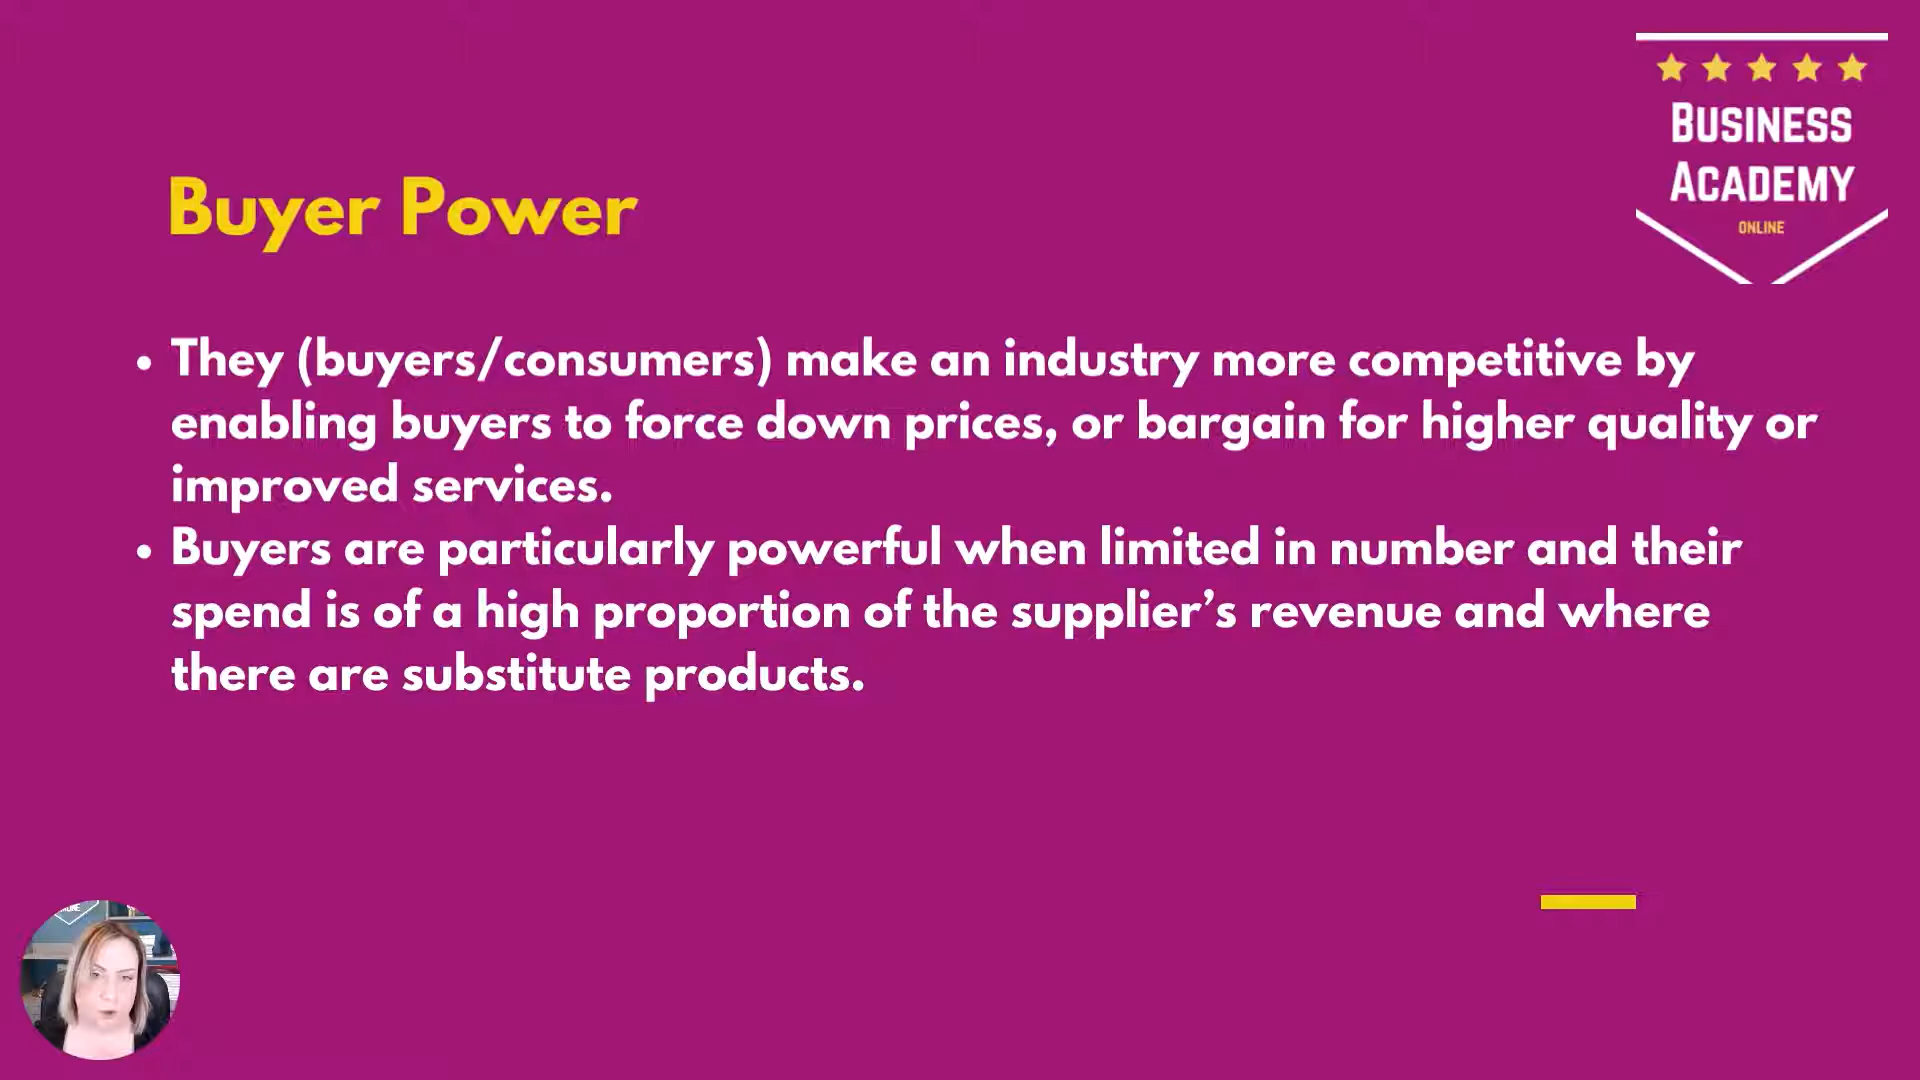 BUSINESS
ACADEMY
ONLINE
Buyer Power
• They (buyers/consumers) make an industry more competitive by
enabling buyers to force down prices, or bargain for higher quality or
improved services.
• Buyers are particularly powerful when limited in number and their
spend is of a high proportion of the supplier’s revenue and where
there are substitute products.